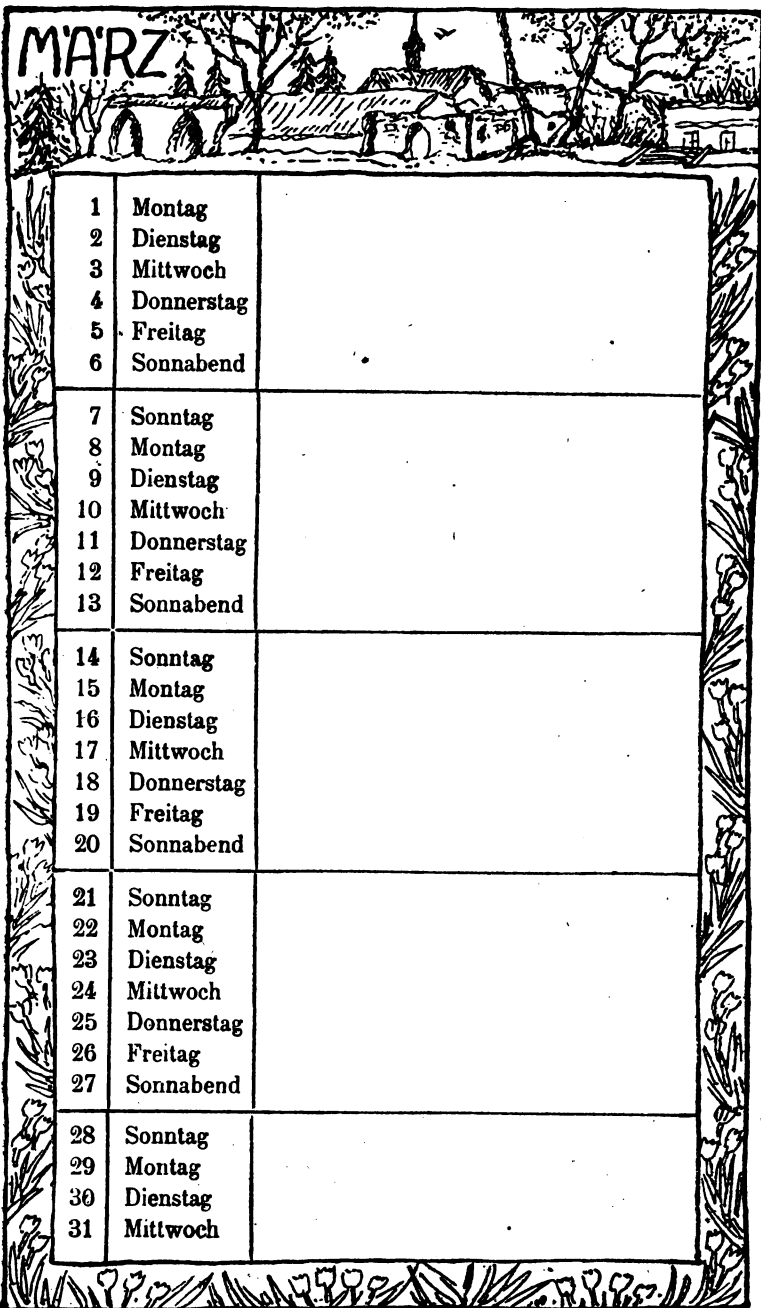 MÄRZ
1 Montag
2 Dienstag
3 Mittwoch
4 Donnerstag
5 Freitag
6 Sonnabend
7 Sonntag
8 Montag
9 Dienstag
10 Mittwoch
11 Donnerstag
12 Freitag
13 Sonnabend
14 Sonntag
15 Montag
16 Dienstag
17 Mittwoch
18 Donnerstag
19 Freitag
20 Sonnabend
21 Sonntag
22 Montag
23 Dienstag
24 Mittwoch
25 Donnerstag
26 Freitag
27 Sonnabend
28 Sonntag
29 Montag
30 Dienstag
31 Mittwoch